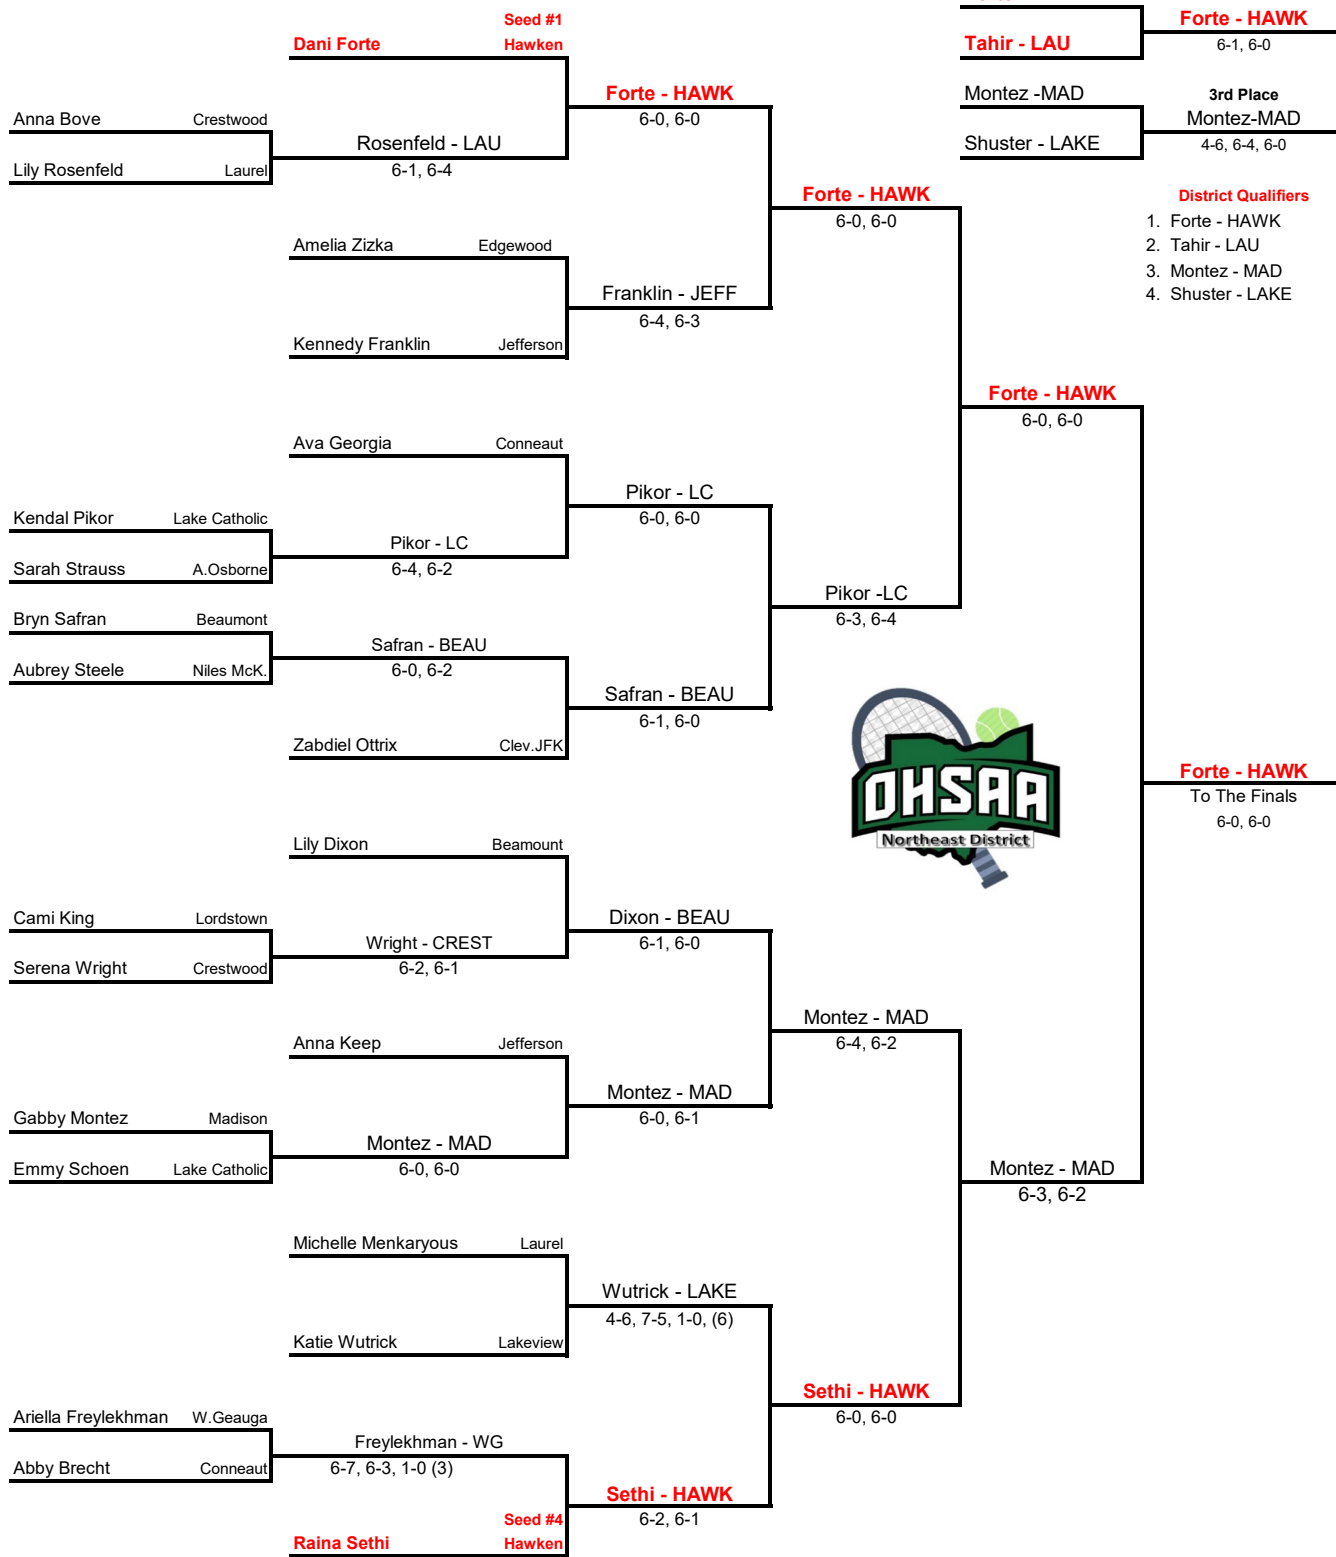 Seed #1
Dani Forte Hawken
Forte - HAWK
Tahir - LAU
6-1, 6-0
Forte - HAWK
6-0, 6-0
Montez -MAD
3rd Place
Montez-MAD
Shuster - LAKE
4-6, 6-4, 6-0
Anna Bove Crestwood
Rosenfeld - LAU
Lily Rosenfeld Laurel
6-1, 6-4
Forte - HAWK
6-0, 6-0
District Qualifiers
1. Forte - HAWK
2. Tahir - LAU
3. Montez - MAD
4. Shuster - LAKE
Amelia Zizka Edgewood
Franklin - JEFF
6-4, 6-3
Kennedy Franklin Jefferson
Forte - HAWK
6-0, 6-0
Ava Georgia Conneaut
Pikor - LC
6-0, 6-0
Kendal Pikor Lake Catholic
Pikor - LC
Sarah Strauss A.Osborne
6-4, 6-2
Pikor -LC
6-3, 6-4
Bryn Safran Beaumont
Safran - BEAU
Aubrey Steele Niles McK.
6-0, 6-2
Safran - BEAU
6-1, 6-0
Zabdiel Ottrix Clev.JFK
OHSAA
Northeast District
Forte - HAWK
To The Finals
6-0, 6-0
Lily Dixon Beamount
Cami King Lordstown
Dixon - BEAU
6-1, 6-0
Wright - CREST
Serena Wright Crestwood
6-2, 6-1
Montez - MAD
6-4, 6-2
Anna Keep Jefferson
Montez - MAD
6-0, 6-1
Gabby Montez Madison
Montez - MAD
Emmy Schoen Lake Catholic
6-0, 6-0
Montez - MAD
6-3, 6-2
Michelle Menkaryous Laurel
Wutrick - LAKE
4-6, 7-5, 1-0, (6)
Katie Wutrick Lakeview
Sethi - HAWK
6-0, 6-0
Ariella Freylekhman W.Geauga
Freylekhman - WG
Abby Brecht Conneaut
6-7, 6-3, 1-0 (3)
Sethi - HAWK
6-2, 6-1
Seed #4
Raina Sethi Hawken